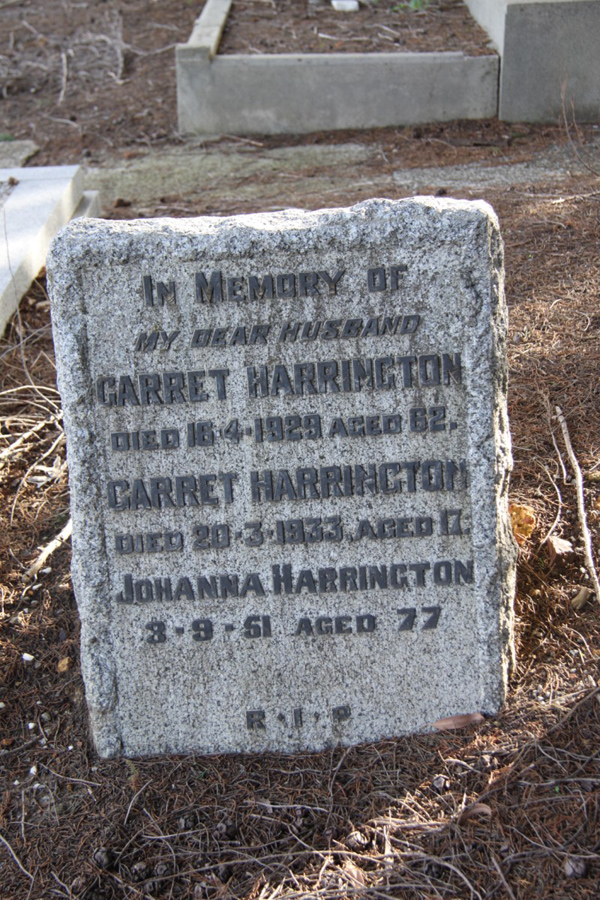 IN MEMORY OF
MY DEAR HUSBAND
GARRET HARRINGTON
DIED 16·4·1929 AGED 62.
GARRET HARRINGTON
DIED 20·3·1933, AGED 17.
JOHANNA HARRINGTON
3·9·51 AGED 77
R·I·P